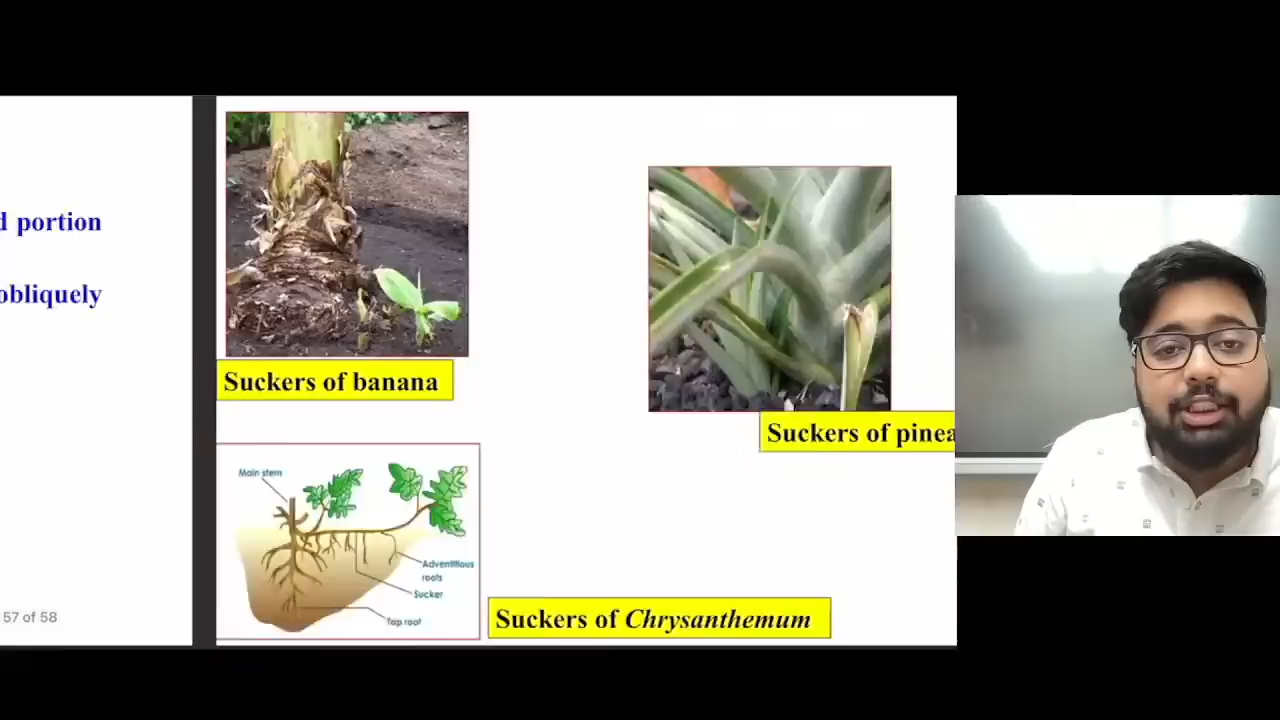 d portion
obliquely
57 of 58
Suckers of banana
Suckers of pinea
Main stem
Adventitious
roots
Sucker
Tap root
Suckers of Chrysanthemum